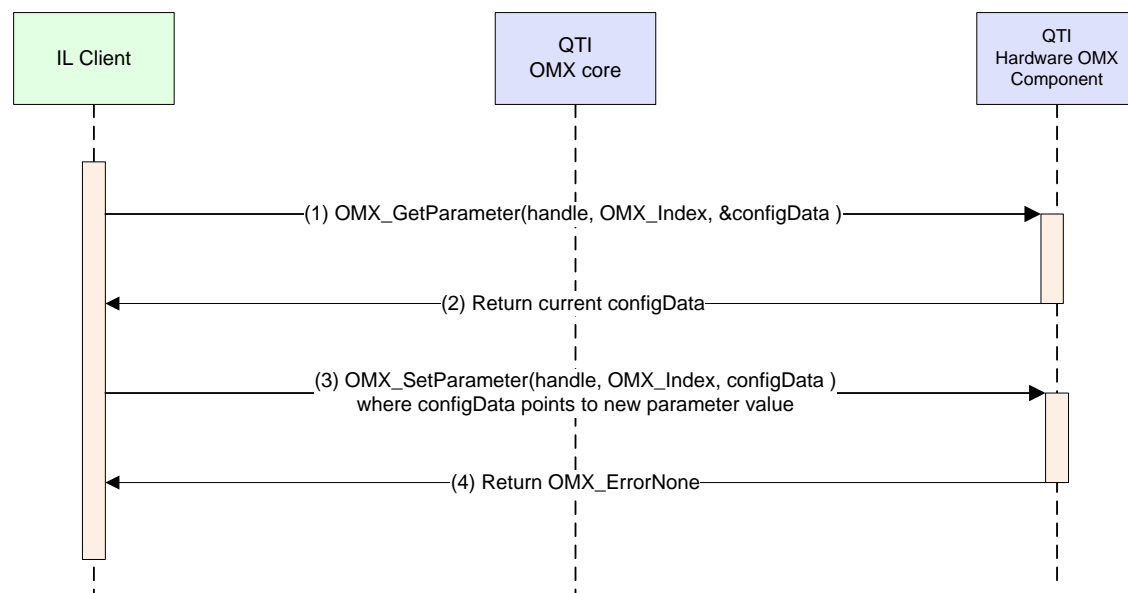 IL Client
QTI
OMX core
QTI
Hardware OMX
Component
(1) OMX_GetParameter(handle, OMX_Index, &configData )
(2) Return current configData
(3) OMX_SetParameter(handle, OMX_Index, configData )
where configData points to new parameter value
(4) Return OMX_ErrorNone